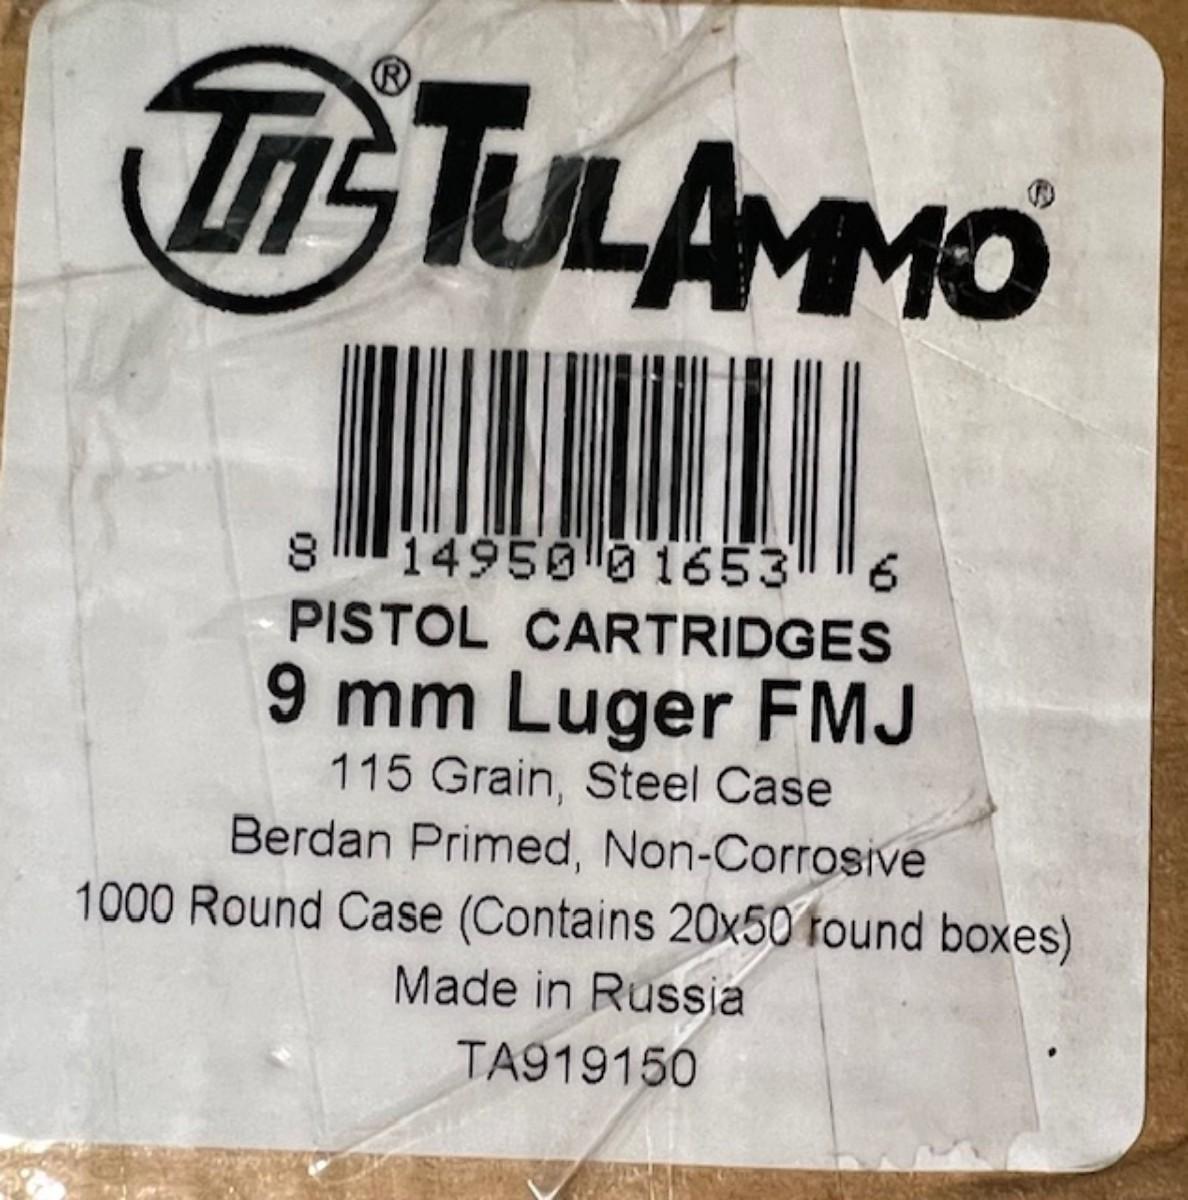 TПS® TULAMMO®
8 14950 01653 6
PISTOL CARTRIDGES
9 mm Luger FMJ
115 Grain, Steel Case
Berdan Primed, Non-Corrosive
1000 Round Case (Contains 20x50 round boxes)
Made in Russia
TA919150